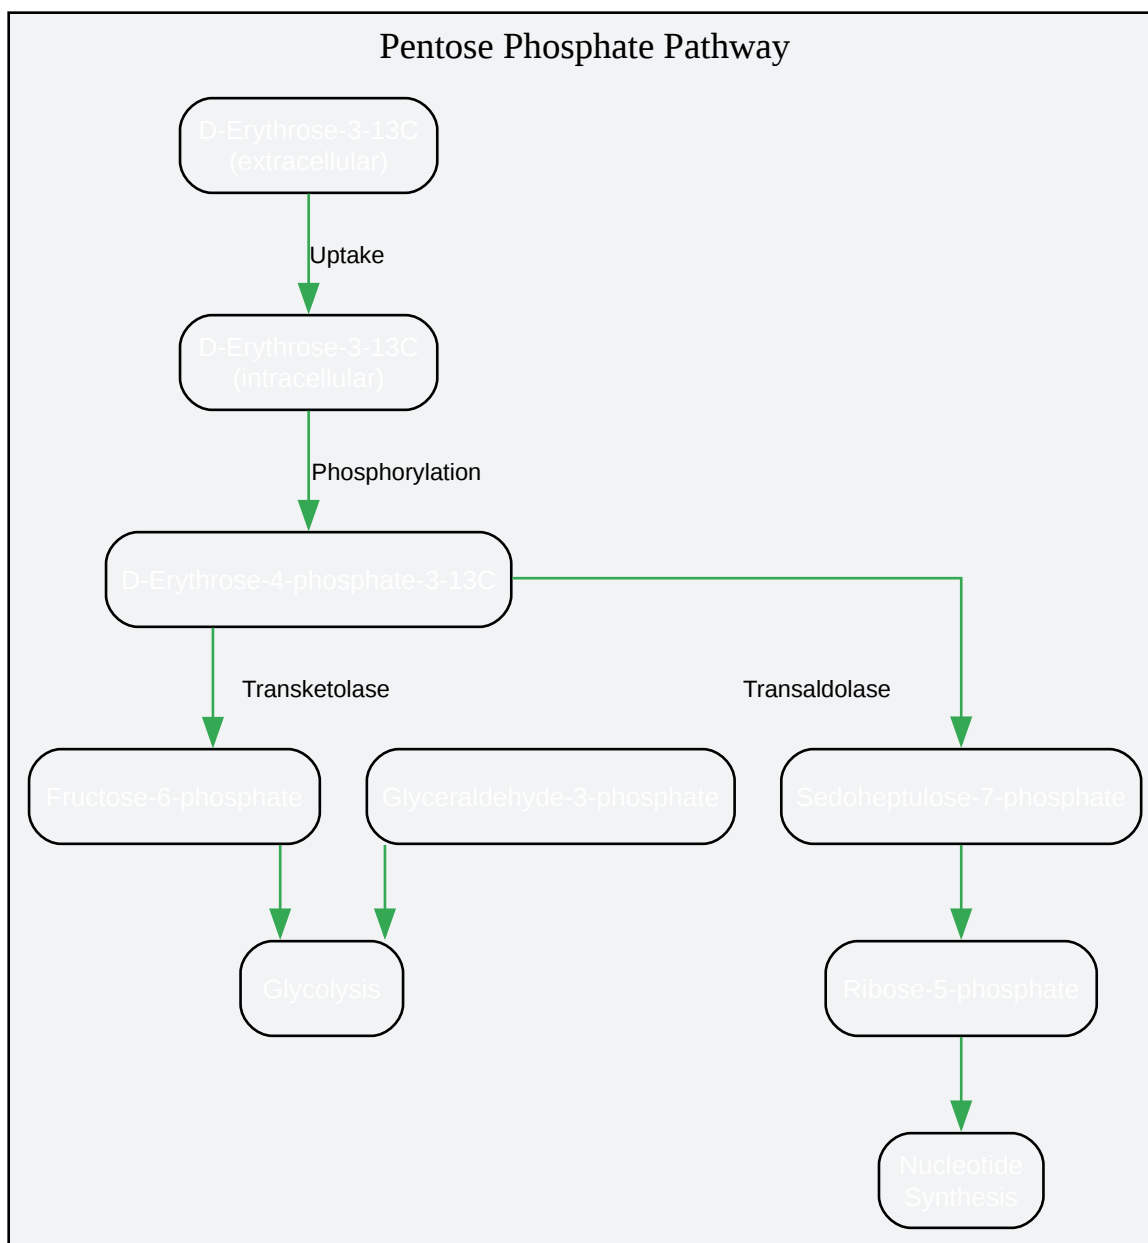 Pentose Phosphate Pathway
D-Erythrose-3-13C
(extracellular)
Uptake
D-Erythrose-3-13C
(intracellular)
Phosphorylation
D-Erythrose-4-phosphate-3-13C
Transketolase
Transaldolase
Fructose-6-phosphate
Glyceraldehyde-3-phosphate
Sedoheptulose-7-phosphate
Glycolysis
Ribose-5-phosphate
Nucleotide
Synthesis